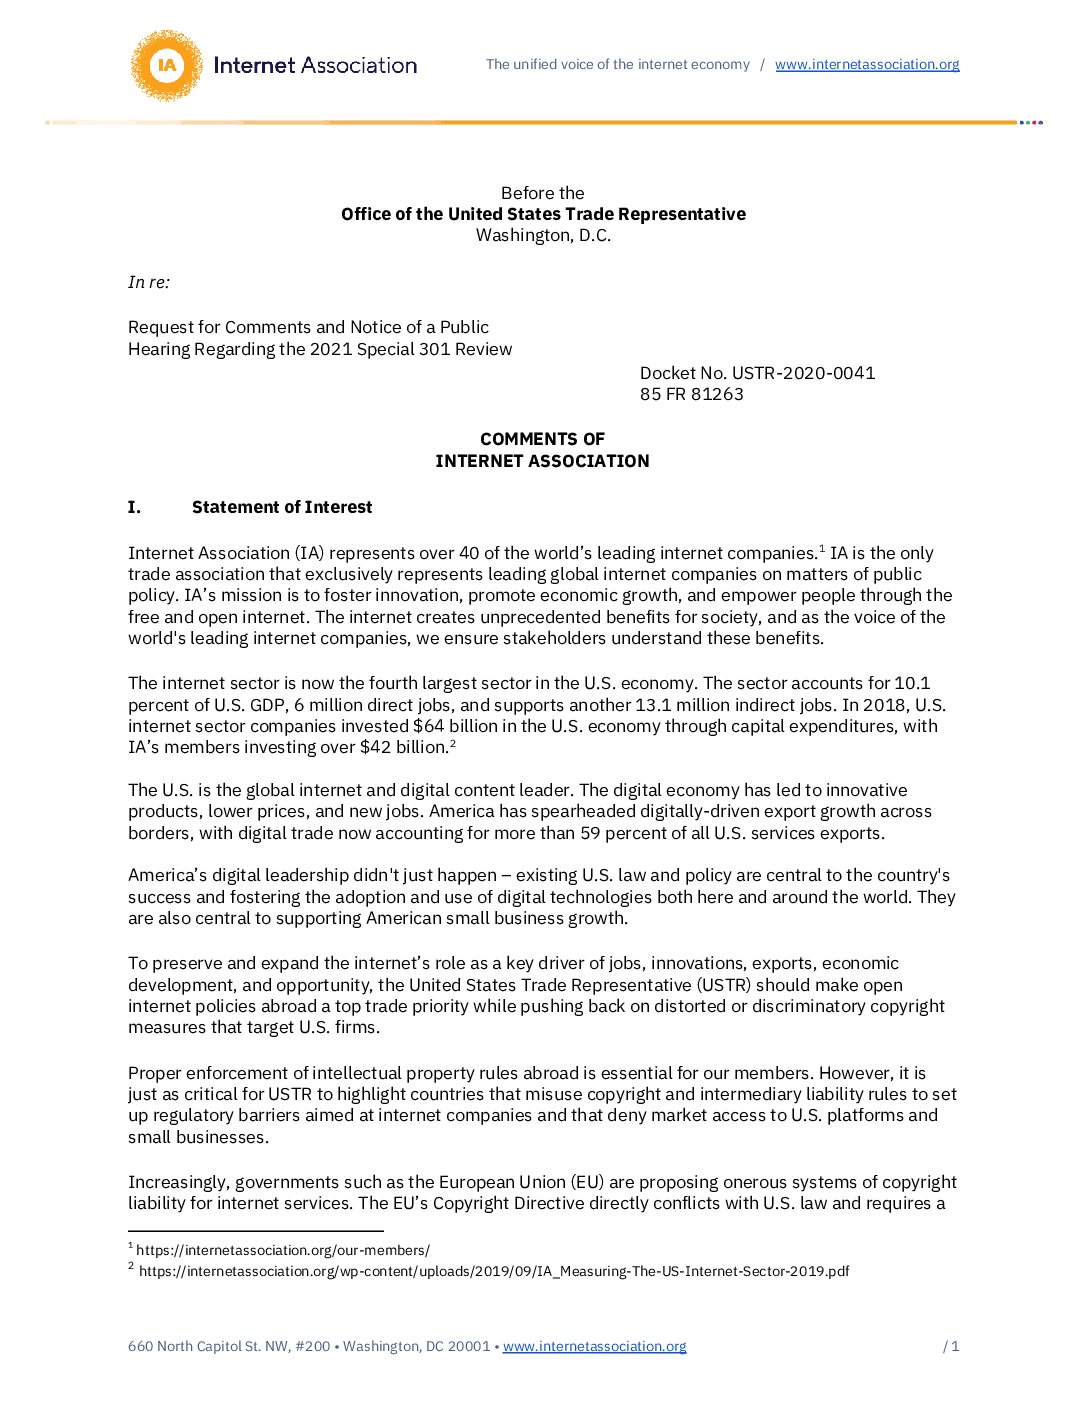 IA Internet Association
The unified voice of the internet economy / www.internetassociation.org
Before the
Office of the United States Trade Representative
Washington, D.C.
In re:
Request for Comments and Notice of a Public
Hearing Regarding the 2021 Special 301 Review
Docket No. USTR-2020-0041
85 FR 81263
COMMENTS OF
INTERNET ASSOCIATION
I. Statement of Interest
Internet Association (IA) represents over 40 of the world’s leading internet companies.1 IA is the only
trade association that exclusively represents leading global internet companies on matters of public
policy. IA’s mission is to foster innovation, promote economic growth, and empower people through the
free and open internet. The internet creates unprecedented benefits for society, and as the voice of the
world's leading internet companies, we ensure stakeholders understand these benefits.
The internet sector is now the fourth largest sector in the U.S. economy. The sector accounts for 10.1
percent of U.S. GDP, 6 million direct jobs, and supports another 13.1 million indirect jobs. In 2018, U.S.
internet sector companies invested $64 billion in the U.S. economy through capital expenditures, with
IA’s members investing over $42 billion.2
The U.S. is the global internet and digital content leader. The digital economy has led to innovative
products, lower prices, and new jobs. America has spearheaded digitally-driven export growth across
borders, with digital trade now accounting for more than 59 percent of all U.S. services exports.
America’s digital leadership didn't just happen – existing U.S. law and policy are central to the country's
success and fostering the adoption and use of digital technologies both here and around the world. They
are also central to supporting American small business growth.
To preserve and expand the internet’s role as a key driver of jobs, innovations, exports, economic
development, and opportunity, the United States Trade Representative (USTR) should make open
internet policies abroad a top trade priority while pushing back on distorted or discriminatory copyright
measures that target U.S. firms.
Proper enforcement of intellectual property rules abroad is essential for our members. However, it is
just as critical for USTR to highlight countries that misuse copyright and intermediary liability rules to set
up regulatory barriers aimed at internet companies and that deny market access to U.S. platforms and
small businesses.
Increasingly, governments such as the European Union (EU) are proposing onerous systems of copyright
liability for internet services. The EU’s Copyright Directive directly conflicts with U.S. law and requires a
1 https://internetassociation.org/our-members/
2 https://internetassociation.org/wp-content/uploads/2019/09/IA_Measuring-The-US-Internet-Sector-2019.pdf
660 North Capitol St. NW, #200 • Washington, DC 20001 • www.internetassociation.org / 1